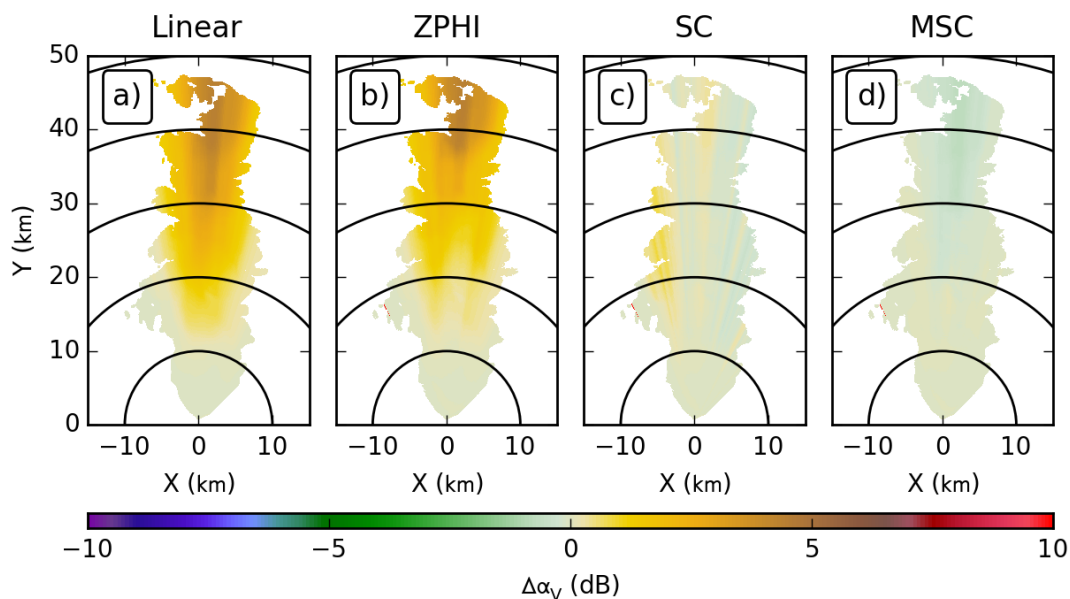 Linear ZPHI SC MSC
a) b) c) d)
50
40
30
20
10
0
Y (km)
−10 0 10 −10 0 10 −10 0 10 −10 0 10
X (km) X (km) X (km) X (km)
−10 −5 0 5 10
Δα_V (dB)